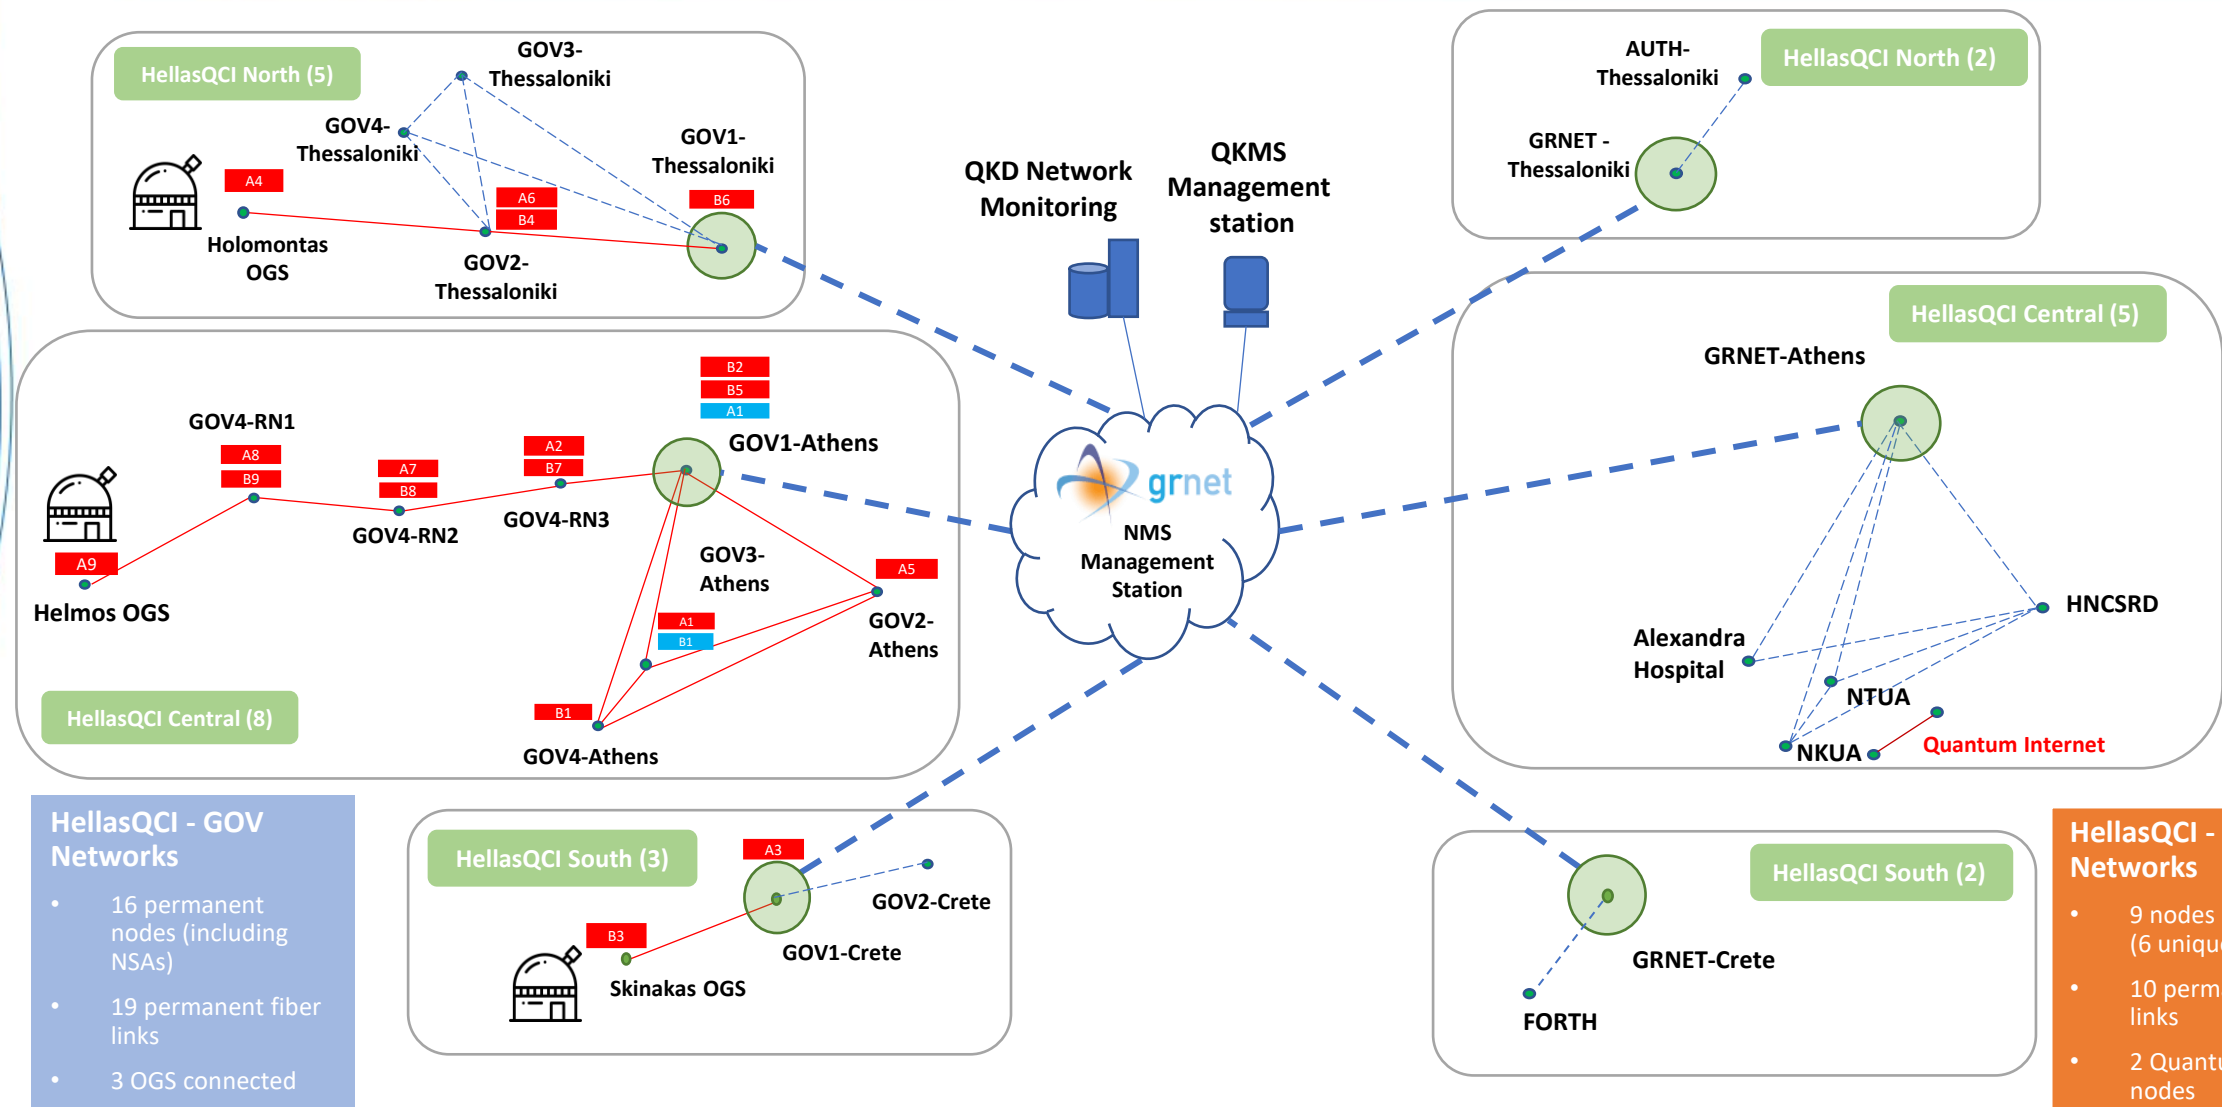 HellasQCI North (5)
GOV3-
Thessaloniki
GOV4-
Thessaloniki
GOV1-
Thessaloniki
A4
A6
B4
B6
Holomontas
OGS
GOV2-
Thessaloniki
QKD Network
Monitoring
QKMS
Management
station
AUTH-
Thessaloniki
HellasQCI North (2)
GRNET -
Thessaloniki
B2
B5
A1
GOV1-Athens
GOV4-RN1
A8
B9
A7
B8
A2
B7
GOV4-RN2
GOV4-RN3
A9
Helmos OGS
GOV3-
Athens
A1
B1
A5
GOV2-
Athens
B1
GOV4-Athens
HellasQCI Central (8)
grnet
NMS
Management
Station
HellasQCI Central (5)
GRNET-Athens
HNCSRD
Alexandra
Hospital
NTUA
NKUA
Quantum Internet
HellasQCI - GOV
Networks
• 16 permanent
nodes (including
NSAs)
• 19 permanent fiber
links
• 3 OGS connected
HellasQCI South (3)
A3
GOV2-Crete
GOV1-Crete
B3
Skinakas OGS
HellasQCI South (2)
GRNET-Crete
FORTH
HellasQCI -
Networks
• 9 nodes
(6 uniqu
• 10 perm
links
• 2 Quant
nodes